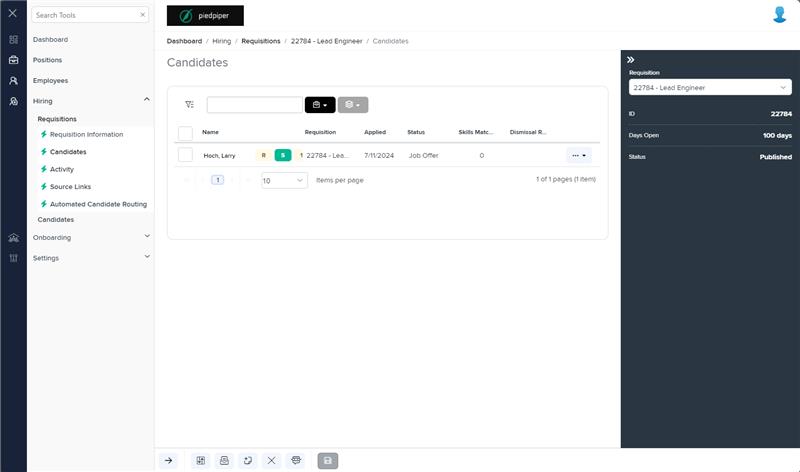 Search Tools
piedpiper
Dashboard
Positions
Employees
Hiring
Requisitions
Requisition Information
Candidates
Activity
Source Links
Automated Candidate Routing
Candidates
Onboarding
Settings
Dashboard / Hiring / Requisitions / 22784 - Lead Engineer / Candidates
Candidates
Name Requisition Applied Status Skills Matc... Dismissal R...
Hoch, Larry R S 1 22784 - Lea... 7/11/2024 Job Offer 0
1 10 Items per page 1 of 1 pages (1 item)
Requisition
22784 - Lead Engineer
ID 22784
Days Open 100 days
Status Published